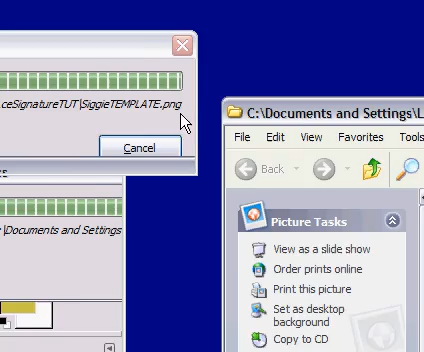 ...ceSignatureTUT\SiggieTEMPLATE.png
Cancel
\Documents and Settings
C:\Documents and Settings\L
File Edit View Favorites Tools
Back
Picture Tasks
View as a slide show
Order prints online
Print this picture
Set as desktop
background
Copy to CD